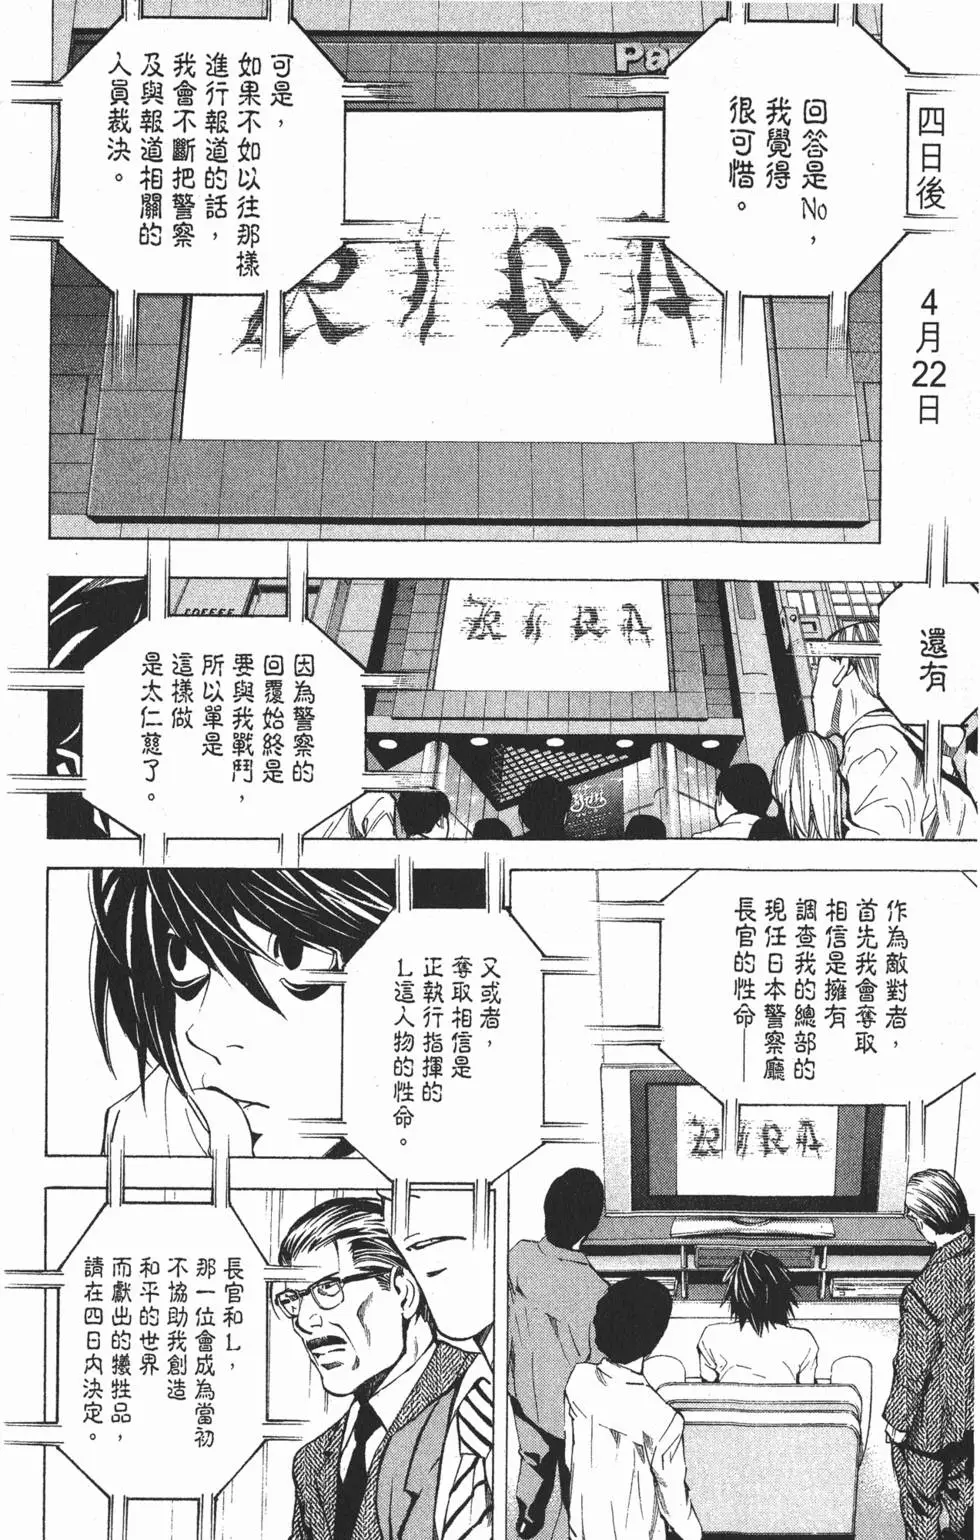 四日後
4月22日
Pa
回答是No，
我覺得
很可惜。
可是，
如果不如以往那樣
進行報道的話，
我會不斷把警察
及與報道相關的
人員裁決。
KIRA
還有
KIRA
COFFEE
因為警察的
回覆始終是
要與我戰鬥，
所以單是
這樣做
是太仁慈了。
作為敵對者，
首先我會奪取
相信是擁有
調查我的總部的
現任日本警察廳
長官的性命——
KIRA
又或者，
奪取相信是
正執行指揮的
L這人物的性命。
長官和L，
那一位會成為當初
不協助我創造
和平的世界
而獻出的犧牲品，
請在四日內決定。